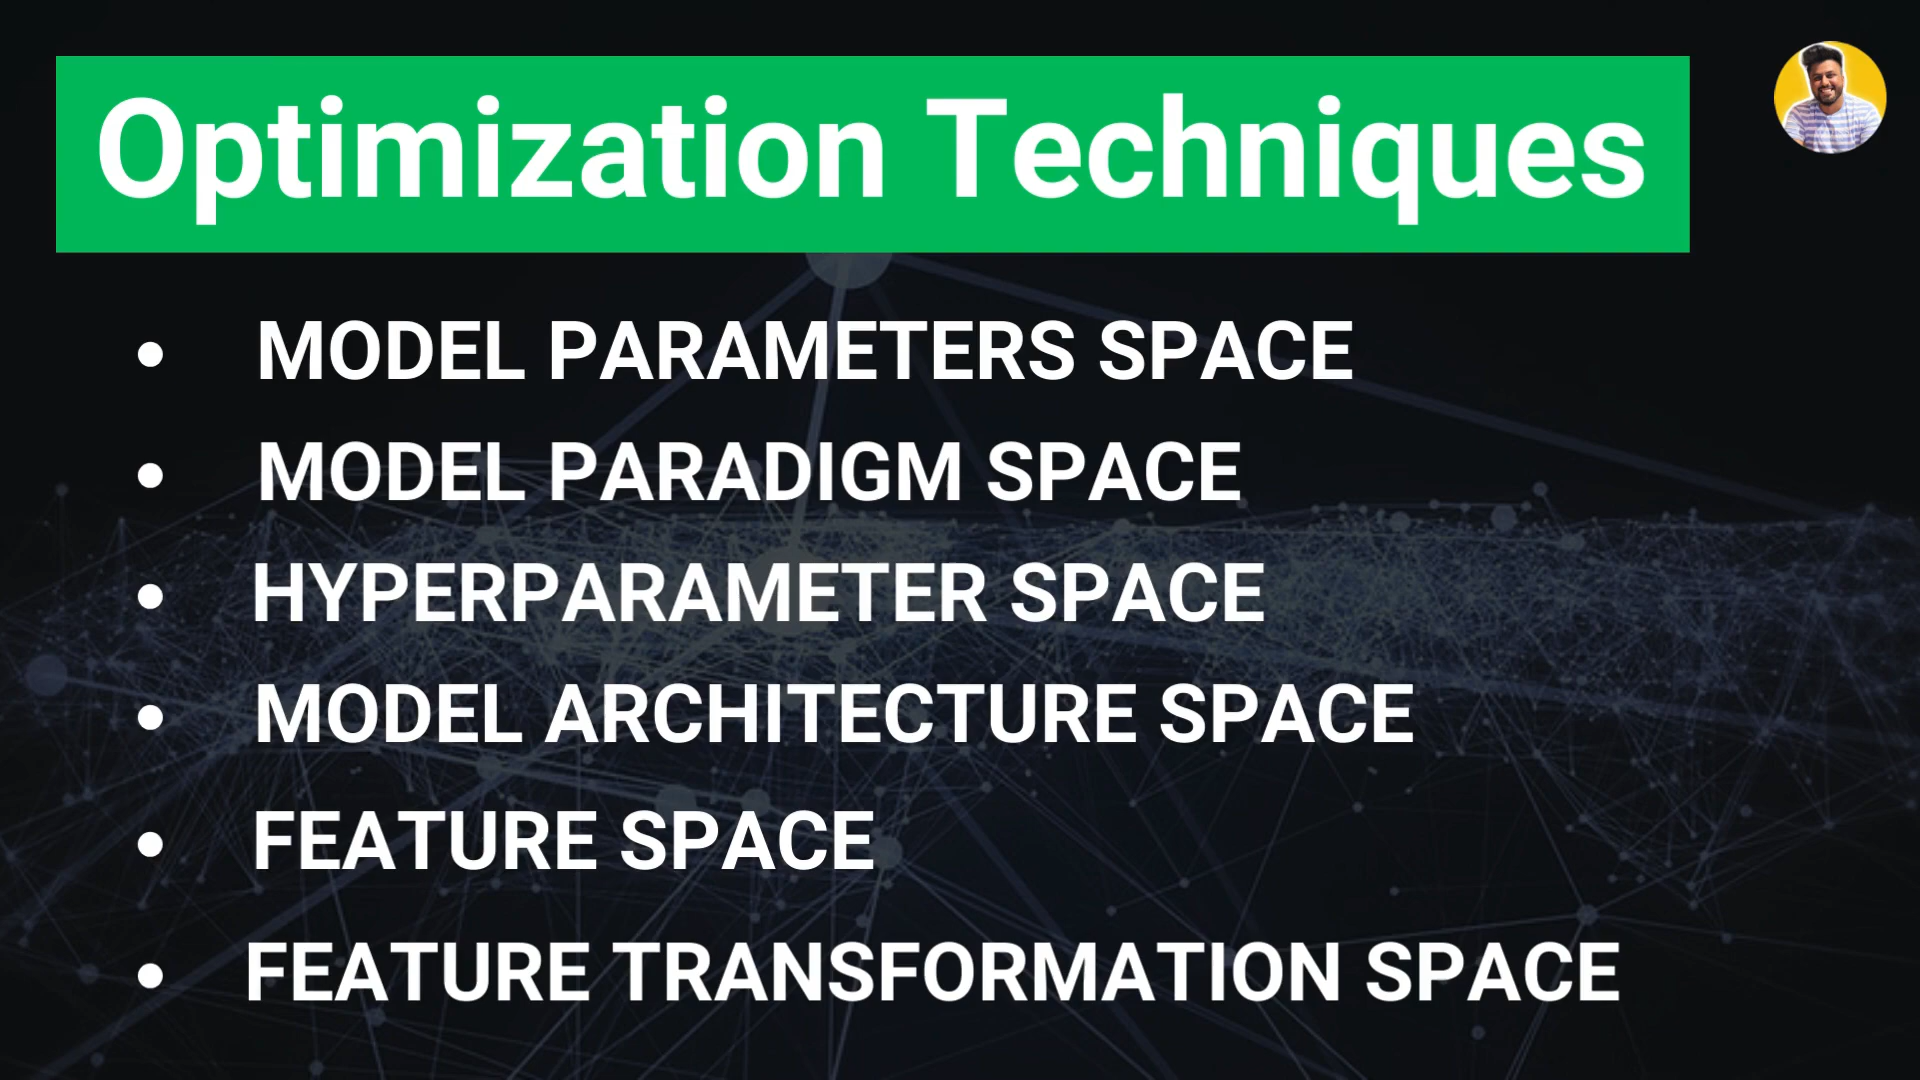 Optimization Techniques
• MODEL PARAMETERS SPACE
• MODEL PARADIGM SPACE
• HYPERPARAMETER SPACE
• MODEL ARCHITECTURE SPACE
• FEATURE SPACE
• FEATURE TRANSFORMATION SPACE